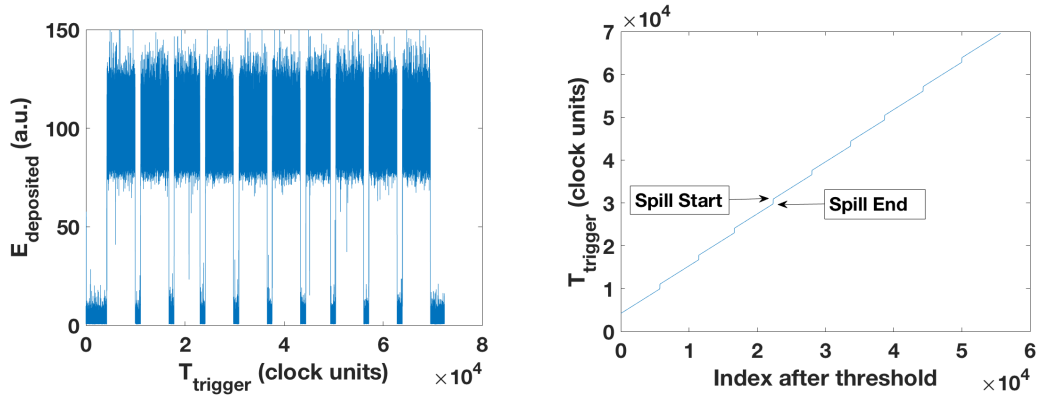 150
100
50
0
E_deposited (a.u.)
0 2 4 6 8
×10^4
T_trigger (clock units)
×10^4
7
6
5
4
3
2
1
0
T_trigger (clock units)
Spill Start
Spill End
0 1 2 3 4 5 6
Index after threshold
×10^4